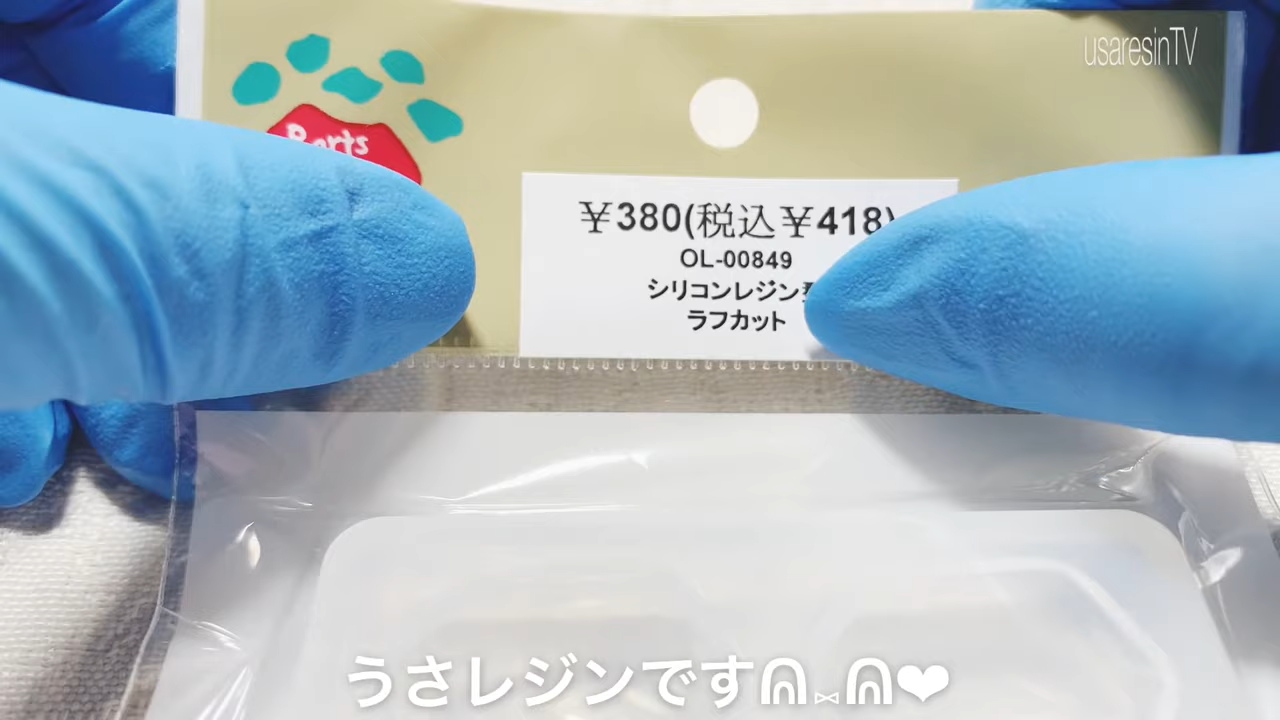 usaresinTV
Parts
¥380(税込¥418)
OL-00849
シリコンレジン
ラフカット
うさレジンです